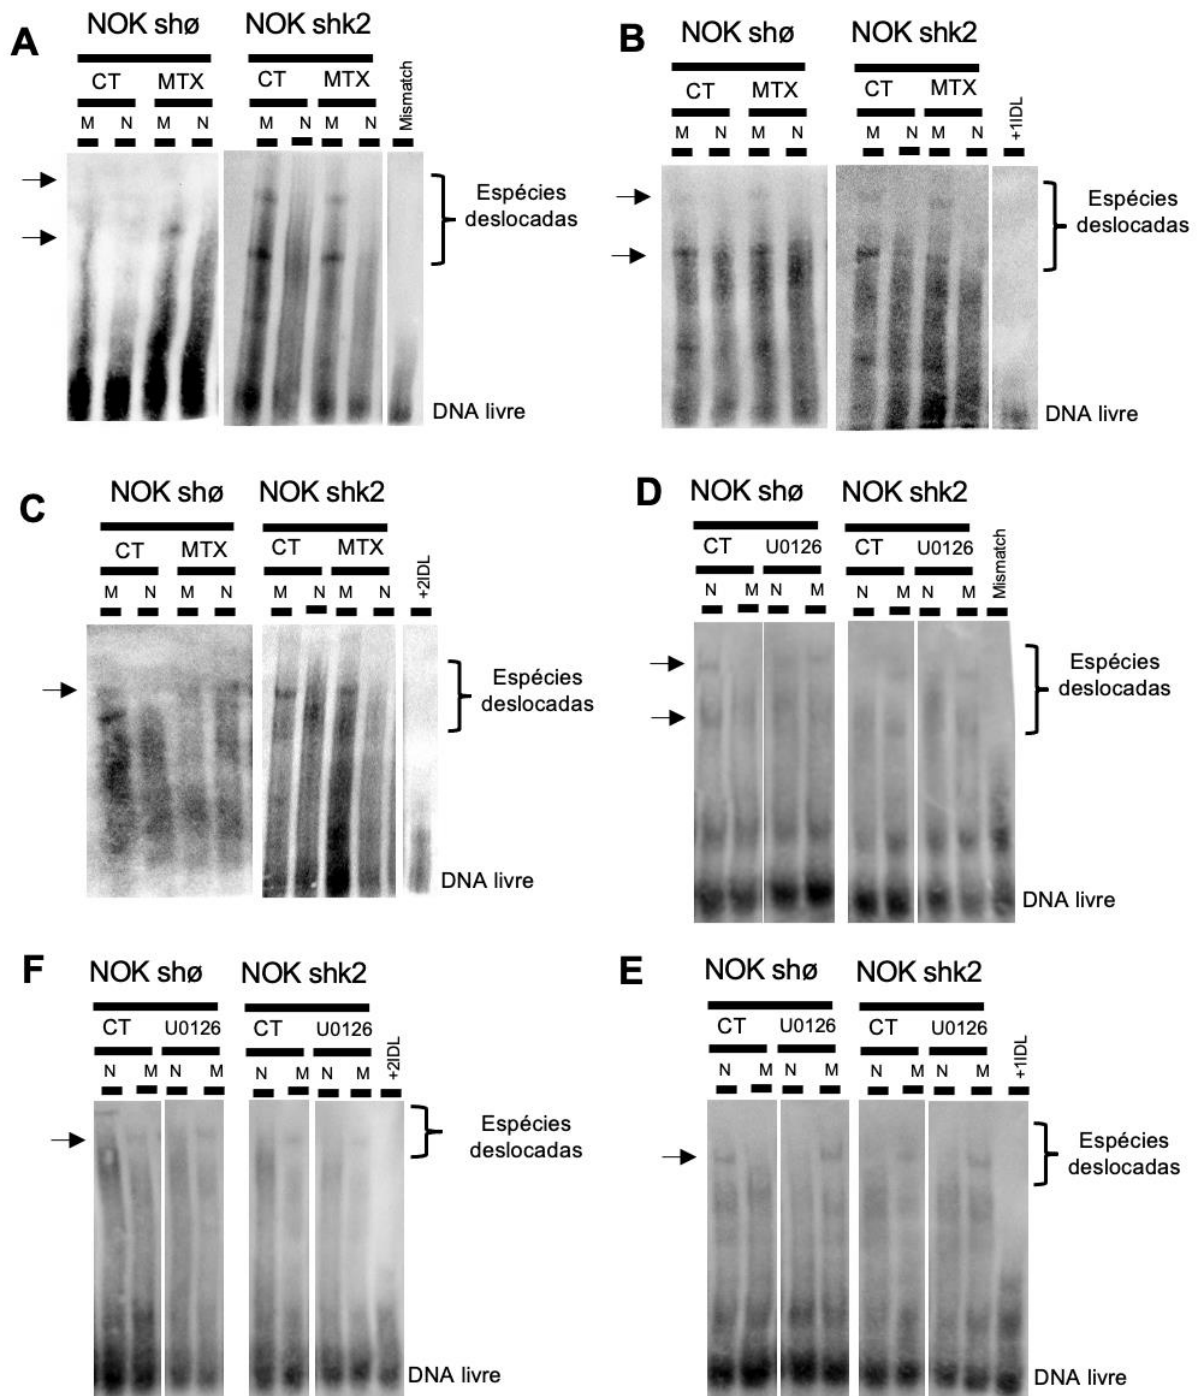 A
NOK shø NOK shk2
CT MTX CT MTX
M N M N M N M N Mismatch
Espécies
deslocadas
DNA livre
B
NOK shø NOK shk2
CT MTX CT MTX
M N M N M N M N +1IDL
Espécies
deslocadas
DNA livre
C
NOK shø NOK shk2
CT MTX CT MTX
M N M N M N M N +2IDL
Espécies
deslocadas
DNA livre
D
NOK shø NOK shk2
CT U0126 CT U0126
N M N M N M N M Mismatch
Espécies
deslocadas
DNA livre
F
NOK shø NOK shk2
CT U0126 CT U0126
N M N M N M N M +2IDL
Espécies
deslocadas
DNA livre
E
NOK shø NOK shk2
CT U0126 CT U0126
N M N M N M N M +1IDL
Espécies
deslocadas
DNA livre